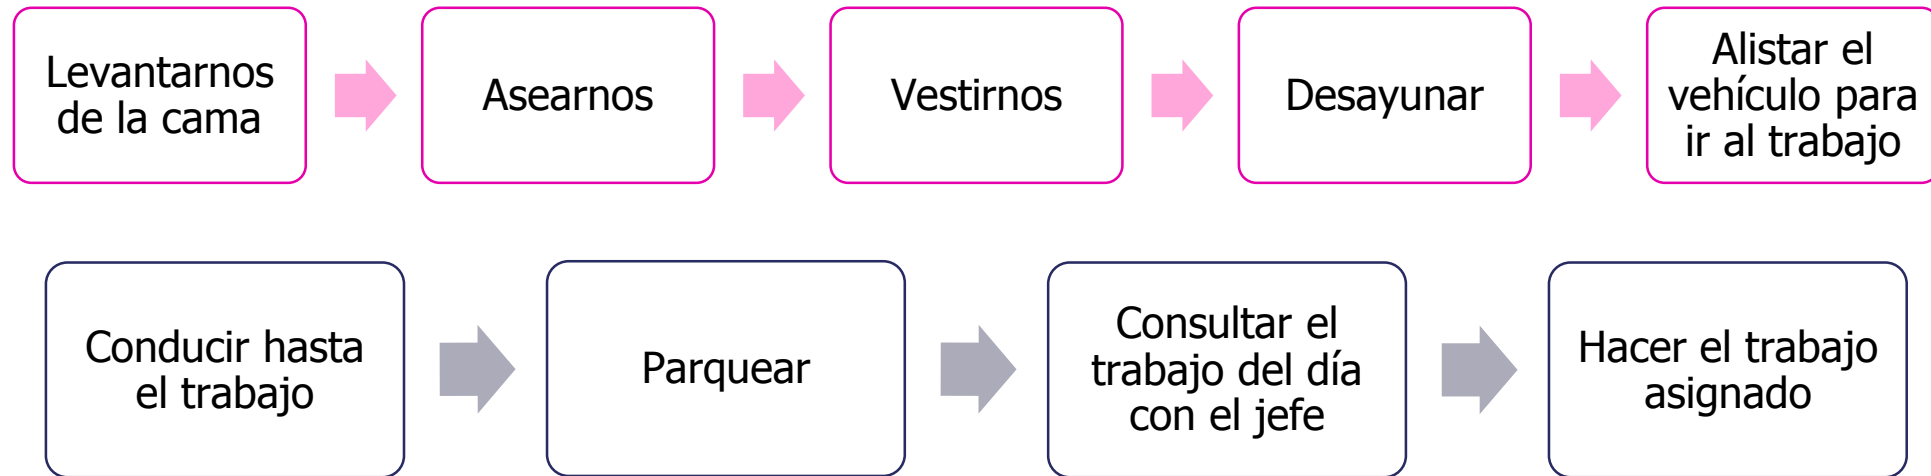 Levantarnos
de la cama
Asearnos
Vestirnos
Desayunar
Alistar el
vehículo para
ir al trabajo
Conducir hasta
el trabajo
Parquear
Consultar el
trabajo del día
con el jefe
Hacer el trabajo
asignado